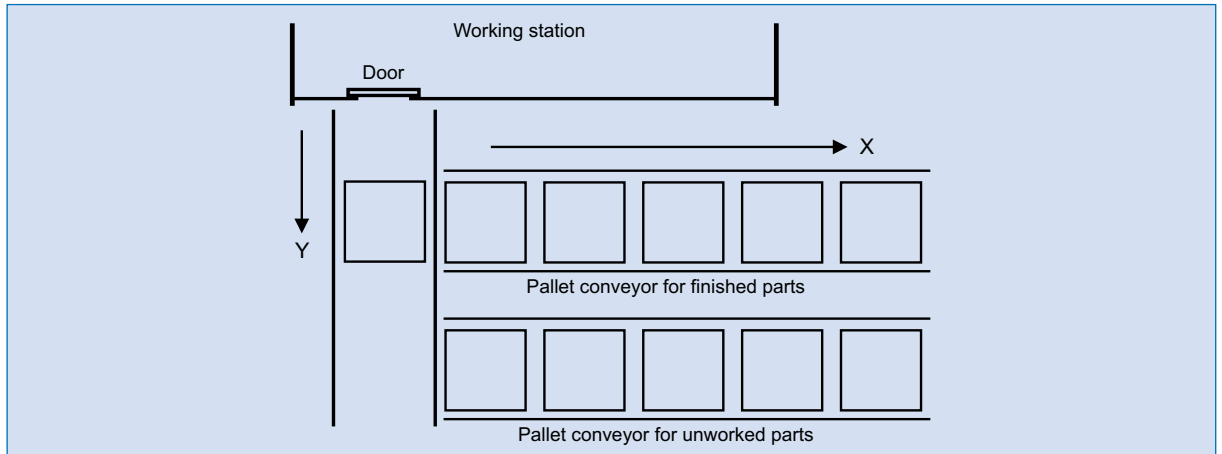 Working station
Door
X
Y
Pallet conveyor for finished parts
Pallet conveyor for unworked parts